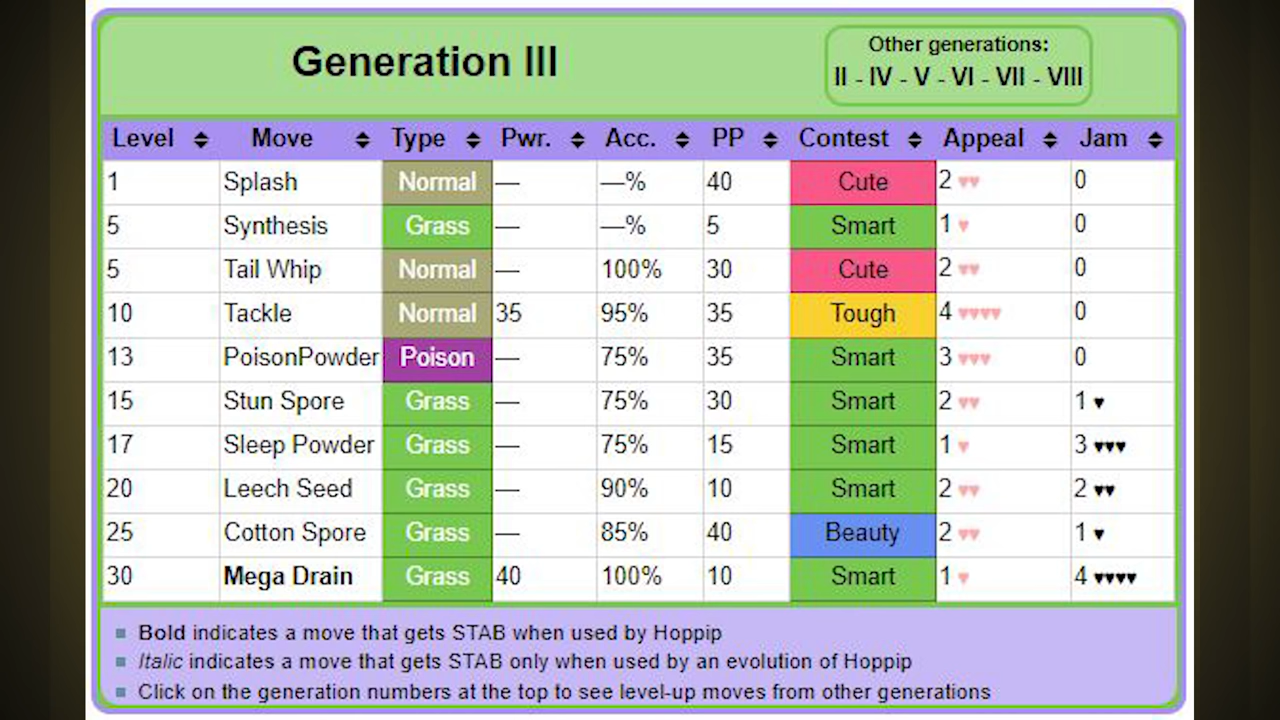 Generation III
Other generations:
II - IV - V - VI - VII - VIII
Level Move Type Pwr. Acc. PP Contest Appeal Jam
1 Splash Normal — —% 40 Cute 2 ♥♥ 0
5 Synthesis Grass — —% 5 Smart 1 ♥ 0
5 Tail Whip Normal — 100% 30 Cute 2 ♥♥ 0
10 Tackle Normal 35 95% 35 Tough 4 ♥♥♥♥ 0
13 PoisonPowder Poison — 75% 35 Smart 3 ♥♥♥ 0
15 Stun Spore Grass — 75% 30 Smart 2 ♥♥ 1 ♥
17 Sleep Powder Grass — 75% 15 Smart 1 ♥ 3 ♥♥♥
20 Leech Seed Grass — 90% 10 Smart 2 ♥♥ 2 ♥♥
25 Cotton Spore Grass — 85% 40 Beauty 2 ♥♥ 1 ♥
30 Mega Drain Grass 40 100% 10 Smart 1 ♥ 4 ♥♥♥♥
Bold indicates a move that gets STAB when used by Hoppip
Italic indicates a move that gets STAB only when used by an evolution of Hoppip
Click on the generation numbers at the top to see level-up moves from other generations